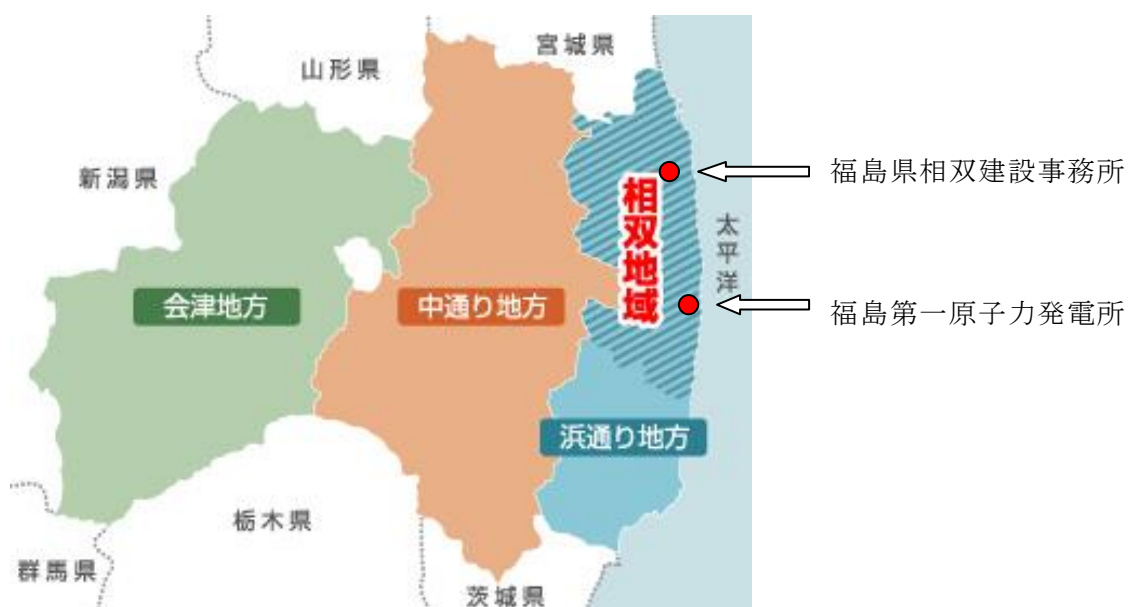 宮城県
山形県
新潟県
福島県相双建設事務所
相双地域
太平洋
会津地方
中通り地方
福島第一原子力発電所
浜通り地方
栃木県
群馬県
茨城県